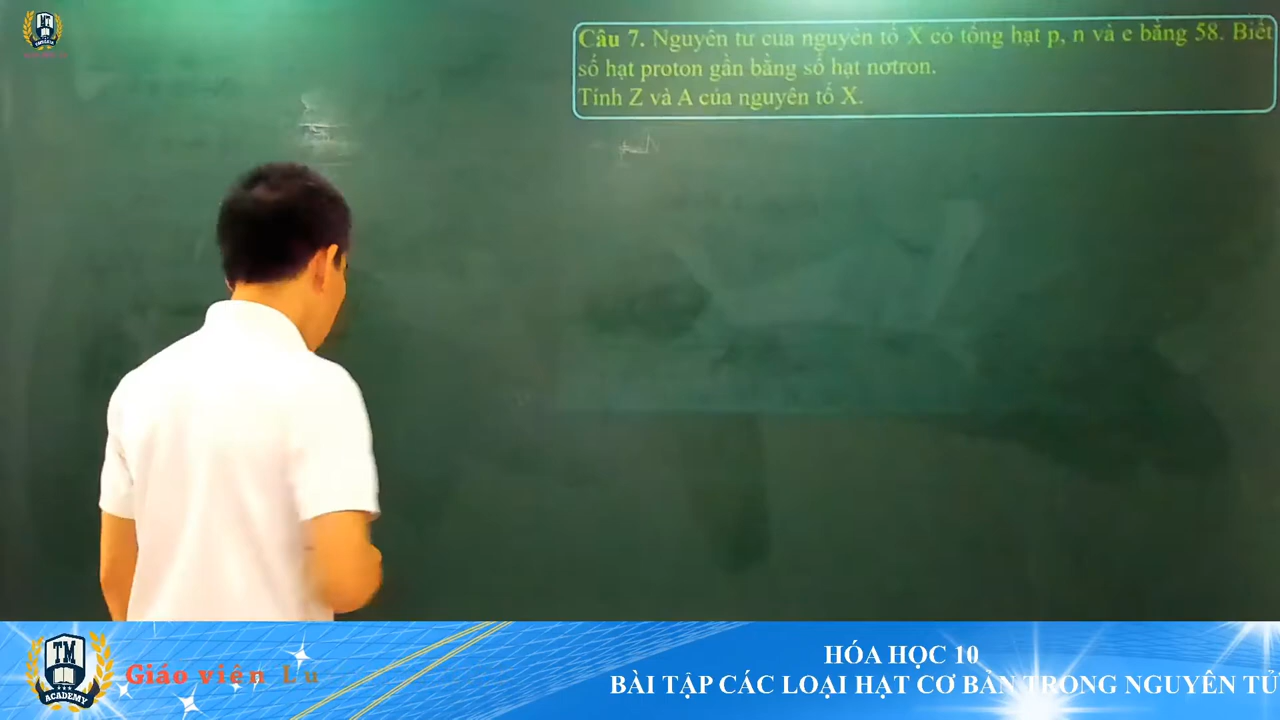 Câu 7. Nguyên tư cua nguyên tố X có tổng hạt p, n và e bằng 58. Biết
số hạt proton gần bằng số hạt nơtron.
Tính Z và A của nguyên tố X.
TM
ACADEMY
Giáo viên Lu
HÓA HỌC 10
BÀI TẬP CÁC LOẠI HẠT CƠ BẢN TRONG NGUYÊN TỬ